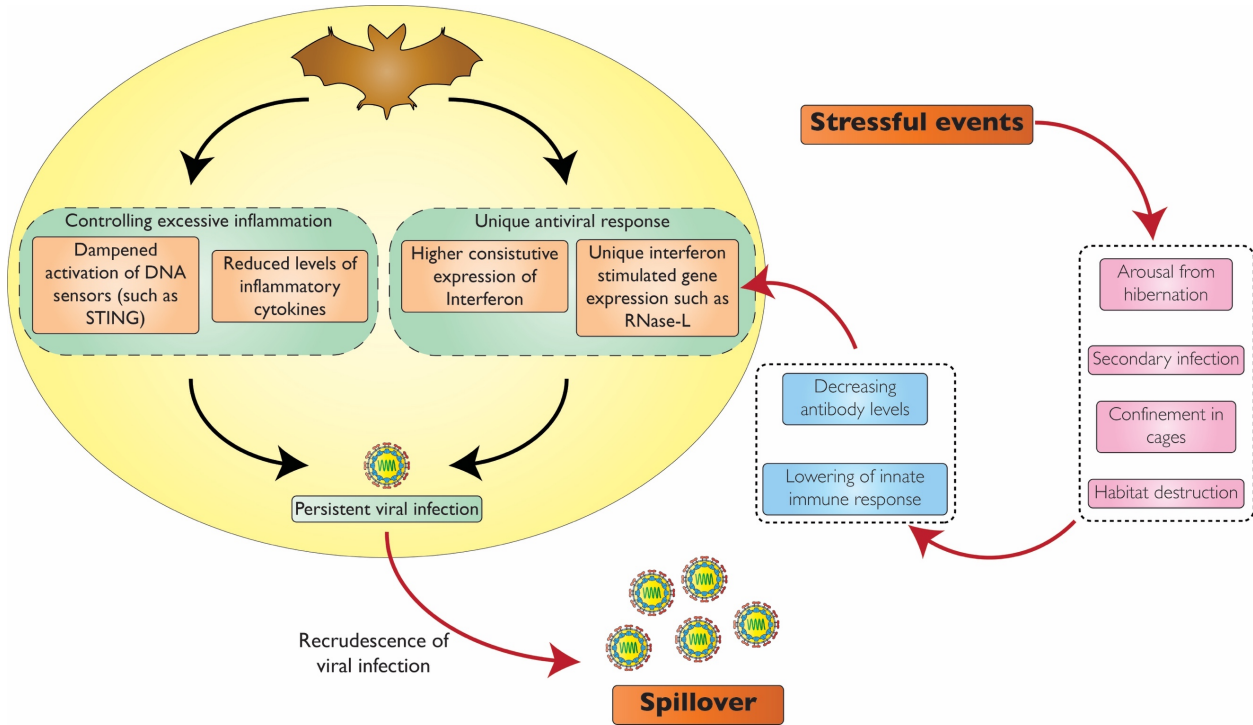 Stressful events
Controlling excessive inflammation
Dampened
activation of DNA
sensors (such as
STING)
Reduced levels of
inflammatory
cytokines
Unique antiviral response
Higher consistutive
expression of
Interferon
Unique interferon
stimulated gene
expression such as
RNase-L
Arousal from
hibernation
Secondary infection
Confinement in
cages
Habitat destruction
Decreasing
antibody levels
Lowering of innate
immune response
Persistent viral infection
Recrudescence of
viral infection
Spillover